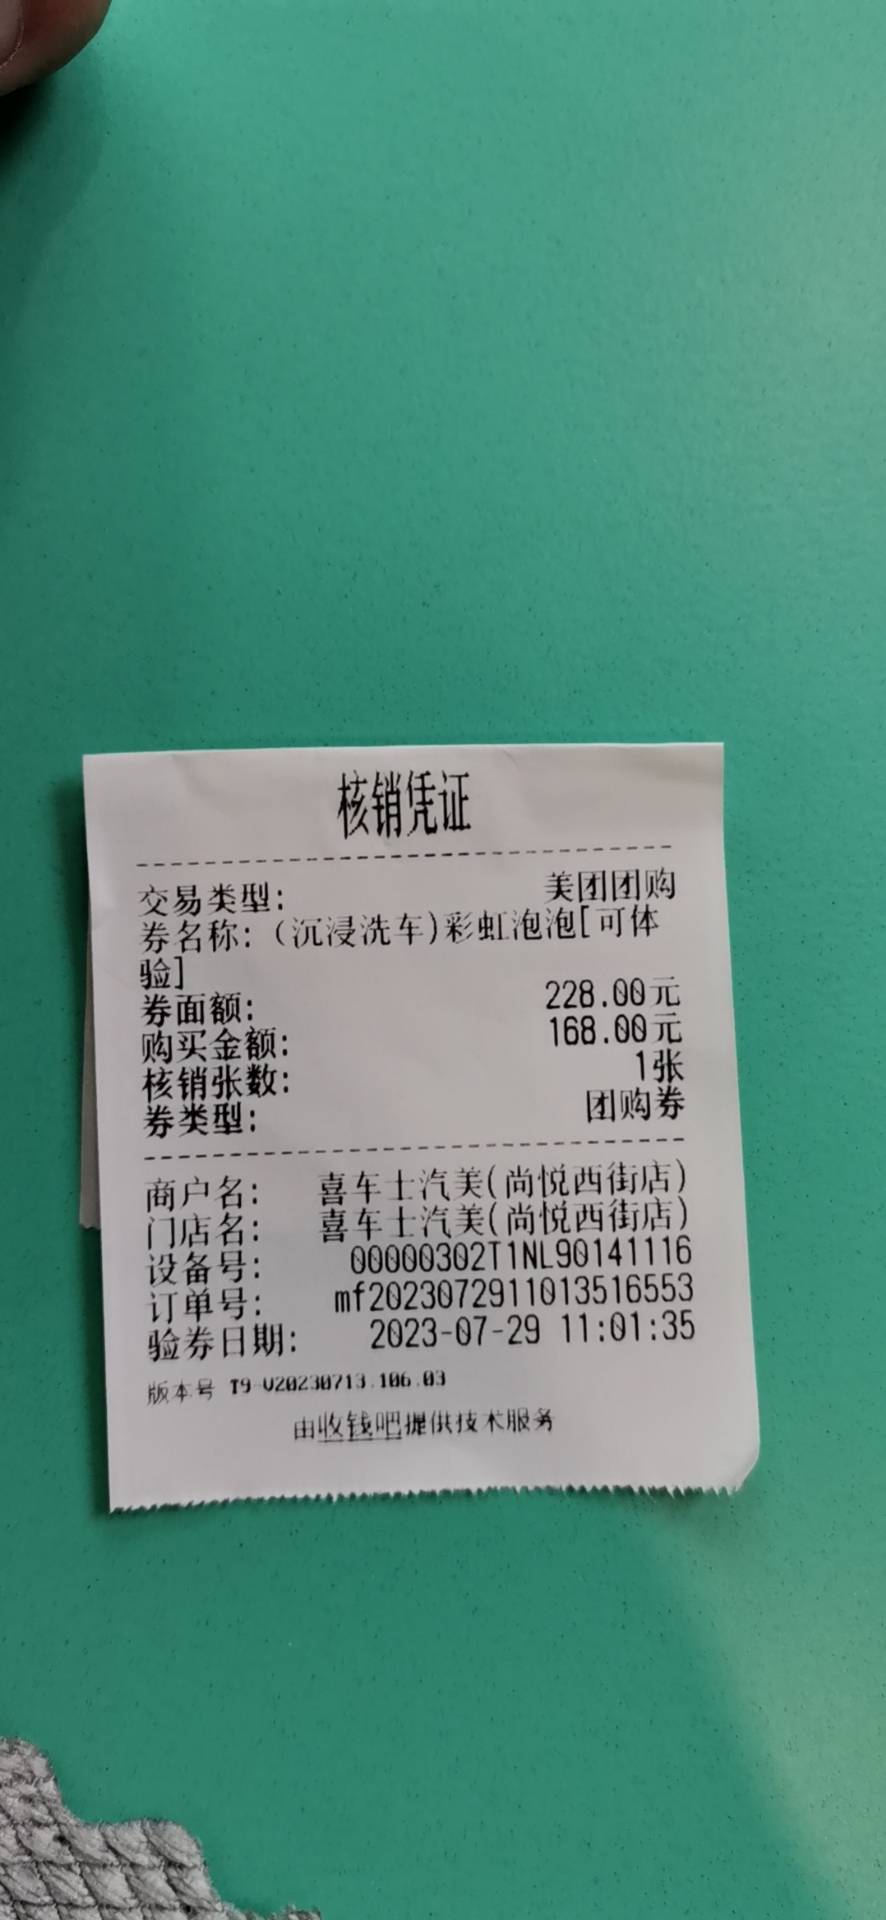 核销凭证
交易类型: 美团团购
券名称:(沉浸洗车)彩虹泡泡[可体
验]
券面额: 228.00元
购买金额: 168.00元
核销张数: 1张
券类型: 团购券
商户名: 喜车士汽美(尚悦西街店)
门店名: 喜车士汽美(尚悦西街店)
设备号: 00000302T1NL90141116
订单号: mf2023072911013516553
验券日期: 2023-07-29 11:01:35
版本号 T9-V20230713.106.03
由收钱吧提供技术服务